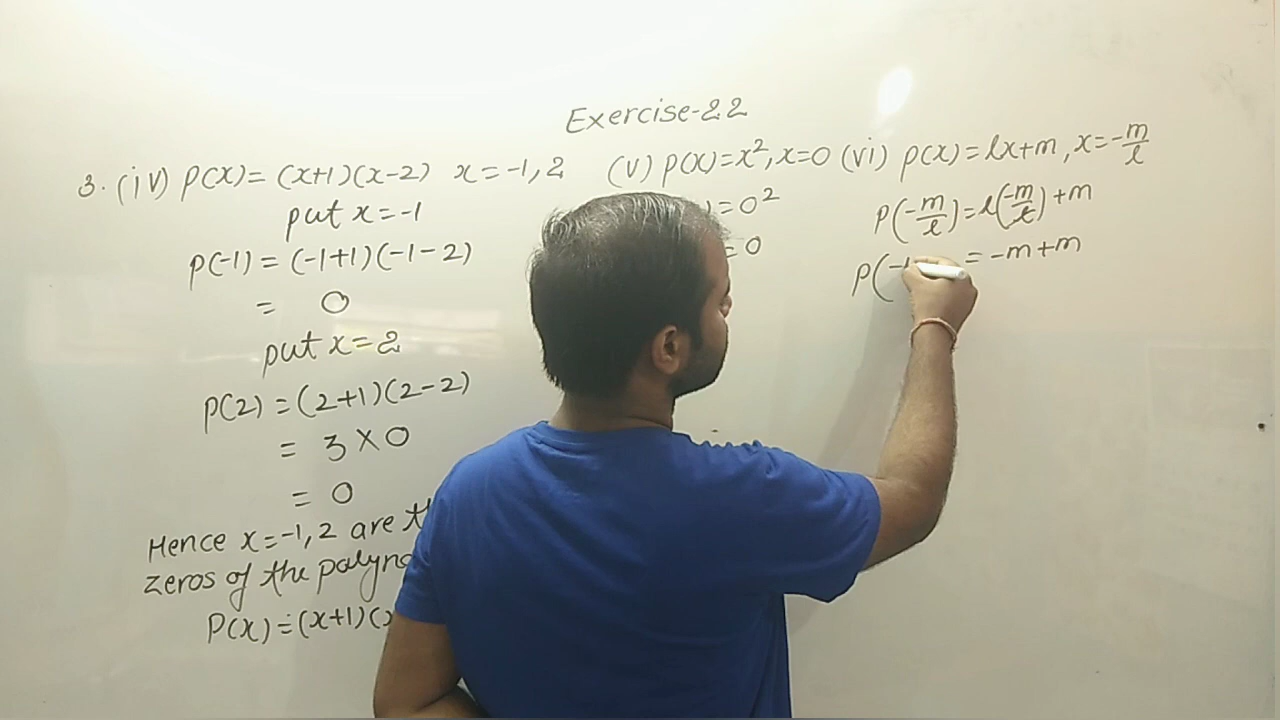 Exercise-2.2
3. (iv) p(x) = (x+1)(x-2) x = -1, 2 (v) p(x) = x², x = 0 (vi) p(x) = lx+m, x = -m/l
put x = -1
p(-1) = (-1+1)(-1-2)
= 0
put x = 2
p(2) = (2+1)(2-2)
= 3 × 0
= 0
Hence x = -1, 2 are
zeros of the
P(x) = (x+1)(
) = 0²
= 0
P(-m/l) = l(-m/l) + m
P( = -m+m